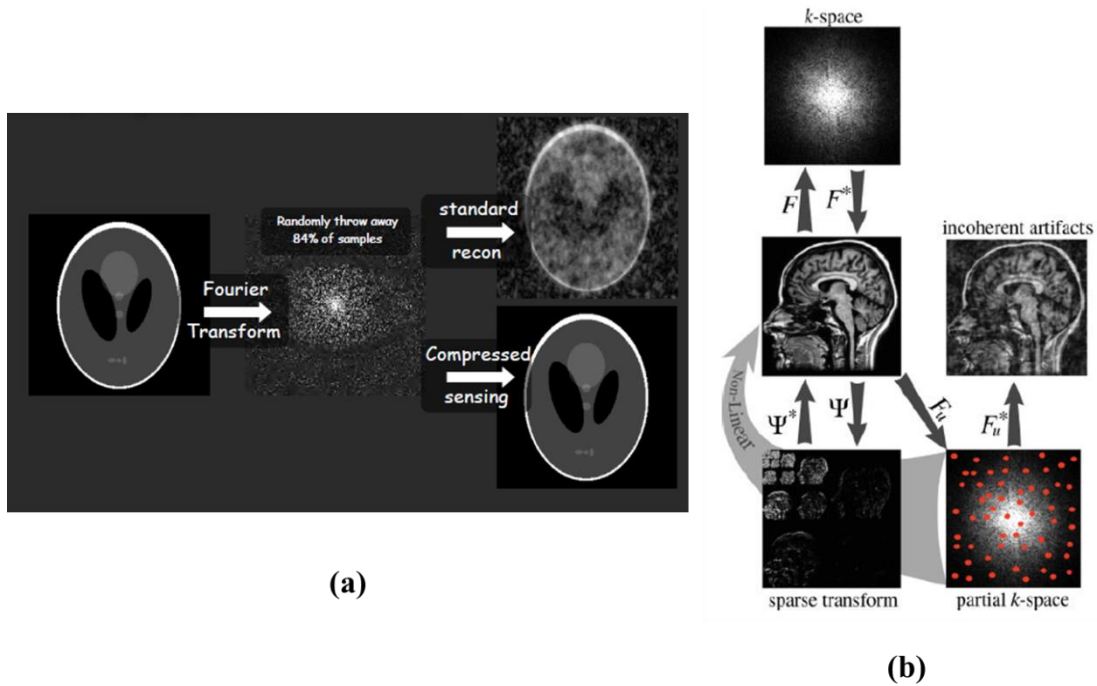 Fourier
Transform
Randomly throw away
84% of samples
standard
recon
Compressed
sensing
(a)
k-space
F
F*
incoherent artifacts
Non-Linear
Ψ*
Ψ
Fᵤ
Fᵤ*
sparse transform
partial k-space
(b)